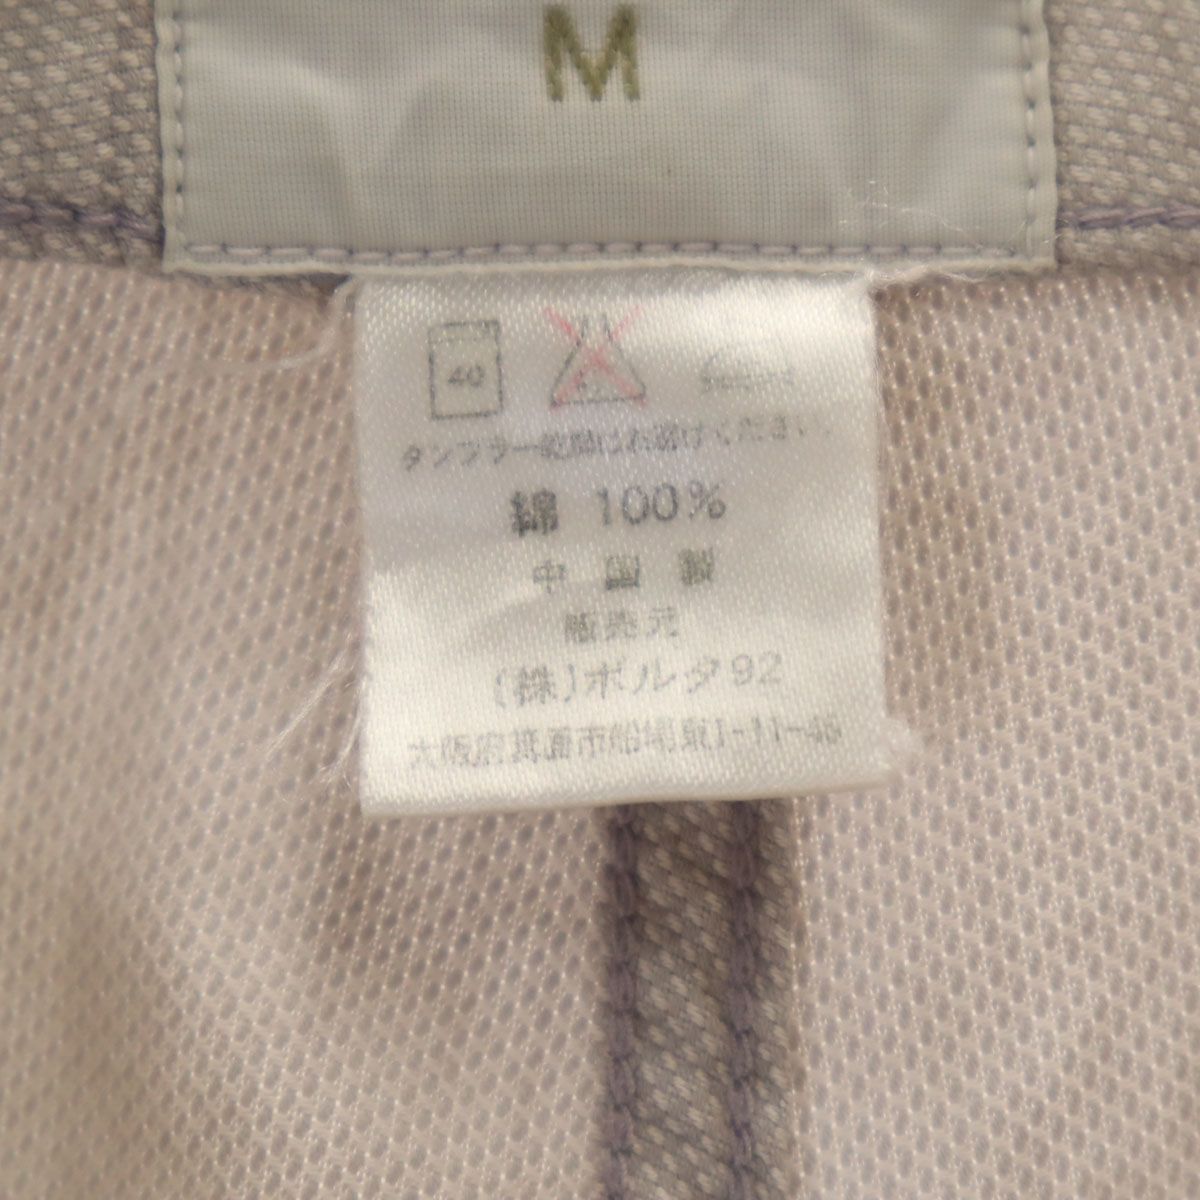 M
40
タンブラー乾燥はお避けください。
綿 100%
中国製
販売元
(株)ボルタ92
大阪府箕面市船場東1-11-46